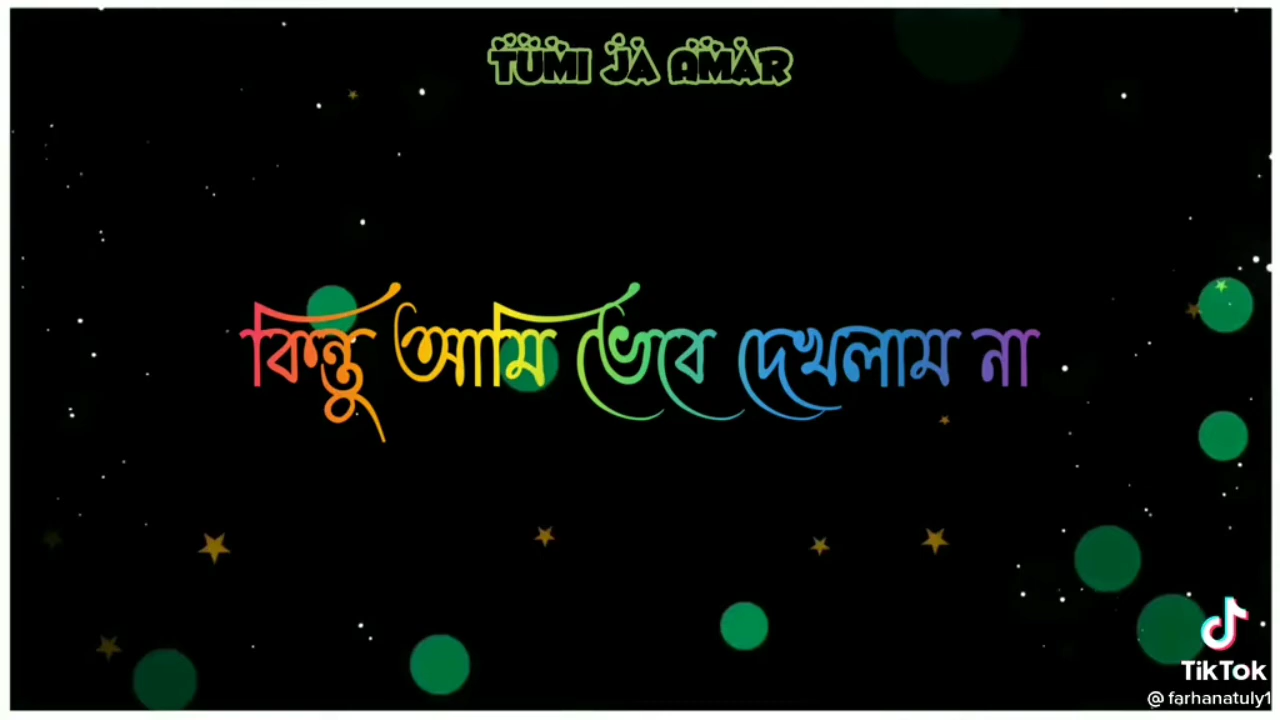 TUMI JA AMAR
কিন্তু আমি ভেবে দেখলাম না
TikTok
@ farhanatuly1